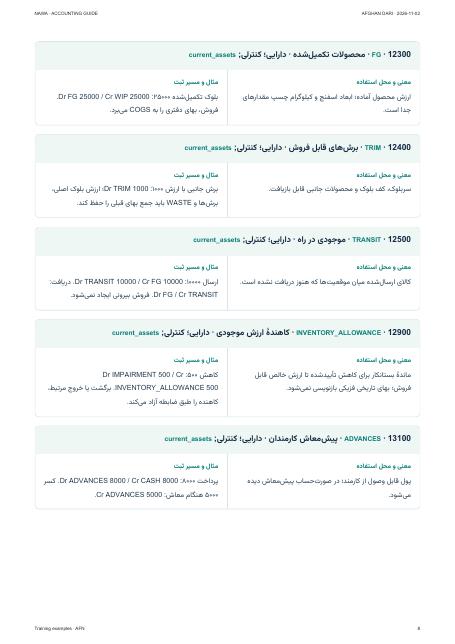 NAWA · ACCOUNTING GUIDE
AFGHAN DARI · 2026-11-02
12300 · FG · محصولات تکمیل‌شده · دارایی؛ کنترلی; current_assets
معنی و محل استفاده
ارزش محصول آماده؛ ابعاد اسفنج و کیلوگرام چسپ مقدارهای
جدا است.
مثال و مسیر ثبت
بلوک تکمیل‌شده ۲۵۰۰۰: Dr FG 25000 / Cr WIP 25000.
فروش، بهای دفتری را به COGS می‌برد.
12400 · TRIM · برش‌های قابل فروش · دارایی؛ کنترلی; current_assets
معنی و محل استفاده
سربلوک، کف بلوک و محصولات جانبی قابل بازیافت.
مثال و مسیر ثبت
برش جانبی با ارزش ۱۰۰۰: Dr TRIM 1000؛ ارزش بلوک اصلی،
برش‌ها و WASTE باید جمع بهای قبلی را حفظ کند.
12500 · TRANSIT · موجودی در راه · دارایی؛ کنترلی; current_assets
معنی و محل استفاده
کالای ارسال‌شده میان موقعیت‌ها که هنوز دریافت نشده است.
مثال و مسیر ثبت
ارسال ۱۰۰۰۰: Dr TRANSIT 10000 / Cr FG 10000. دریافت:
Dr FG / Cr TRANSIT. فروش بیرونی ایجاد نمی‌شود.
12900 · INVENTORY_ALLOWANCE · کاهندهٔ ارزش موجودی · دارایی؛ کنترلی; current_assets
معنی و محل استفاده
ماندهٔ بستانکار برای کاهش تأییدشده تا ارزش خالص قابل
فروش؛ بهای تاریخی فزیکی بازنویسی نمی‌شود.
مثال و مسیر ثبت
کاهش ۵۰۰: Dr IMPAIRMENT 500 / Cr
INVENTORY_ALLOWANCE 500. برگشت یا خروج مرتبط،
کاهنده را طبق ضابطه آزاد می‌کند.
13100 · ADVANCES · پیش‌معاش کارمندان · دارایی؛ کنترلی; current_assets
معنی و محل استفاده
پول قابل وصول از کارمند؛ در صورت‌حساب پیش‌معاش دیده
می‌شود.
مثال و مسیر ثبت
پرداخت ۸۰۰۰: Dr ADVANCES 8000 / Cr CASH 8000. کسر
۵۰۰۰ هنگام معاش: Cr ADVANCES 5000.
Training examples · AFN
8